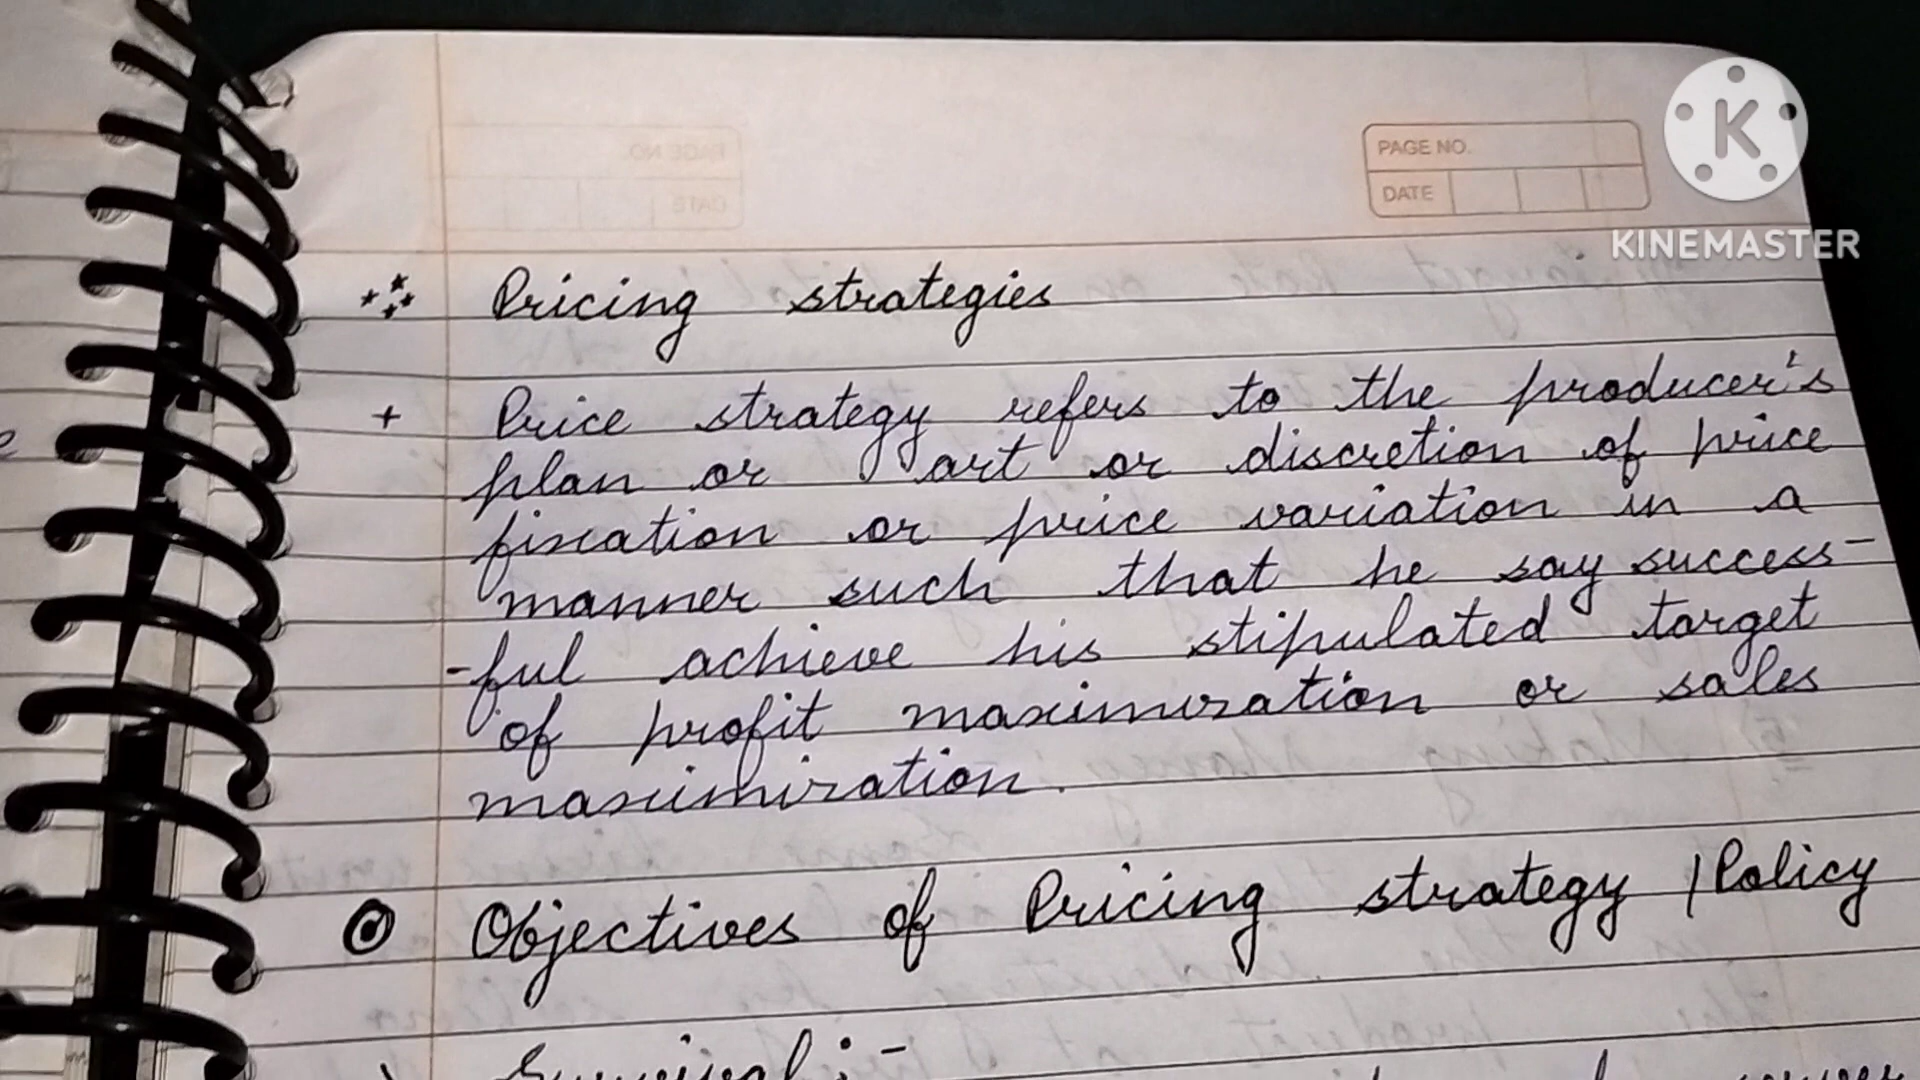 PAGE NO.
DATE
K
KINEMASTER
Pricing strategies
+ Price strategy refers to the producer's
plan or art or discretion of price
fixation or price variation in a
manner such that he say success-
-ful achieve his stipulated target
of profit maximization or sales
maximization.
Objectives of Pricing strategy / Policy
Survival :-